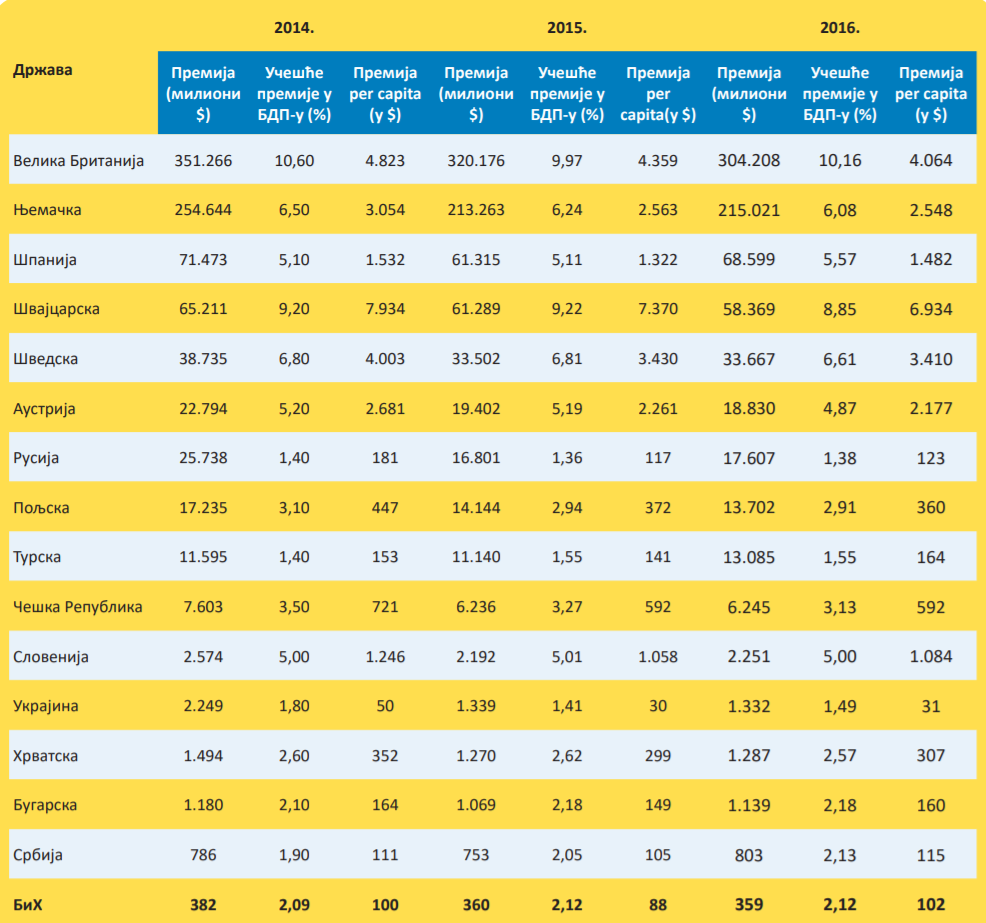 2014. 2015. 2016.
Држава
Премија Учешће Премија Премија Учешће Премија Премија Учешће Премија
(милиони премије у per capita (милиони премије у per (милиони премије у per capita
$) БДП-у (%) (у $) $) БДП-у (%) capita(у $) $) БДП-у (%) (у $)
Велика Британија 351.266 10,60 4.823 320.176 9,97 4.359 304.208 10,16 4.064
Њемачка 254.644 6,50 3.054 213.263 6,24 2.563 215.021 6,08 2.548
Шпанија 71.473 5,10 1.532 61.315 5,11 1.322 68.599 5,57 1.482
Швајцарска 65.211 9,20 7.934 61.289 9,22 7.370 58.369 8,85 6.934
Шведска 38.735 6,80 4.003 33.502 6,81 3.430 33.667 6,61 3.410
Аустрија 22.794 5,20 2.681 19.402 5,19 2.261 18.830 4,87 2.177
Русија 25.738 1,40 181 16.801 1,36 117 17.607 1,38 123
Пољска 17.235 3,10 447 14.144 2,94 372 13.702 2,91 360
Турска 11.595 1,40 153 11.140 1,55 141 13.085 1,55 164
Чешка Република 7.603 3,50 721 6.236 3,27 592 6.245 3,13 592
Словенија 2.574 5,00 1.246 2.192 5,01 1.058 2.251 5,00 1.084
Украјина 2.249 1,80 50 1.339 1,41 30 1.332 1,49 31
Хрватска 1.494 2,60 352 1.270 2,62 299 1.287 2,57 307
Бугарска 1.180 2,10 164 1.069 2,18 149 1.139 2,18 160
Србија 786 1,90 111 753 2,05 105 803 2,13 115
БиХ 382 2,09 100 360 2,12 88 359 2,12 102